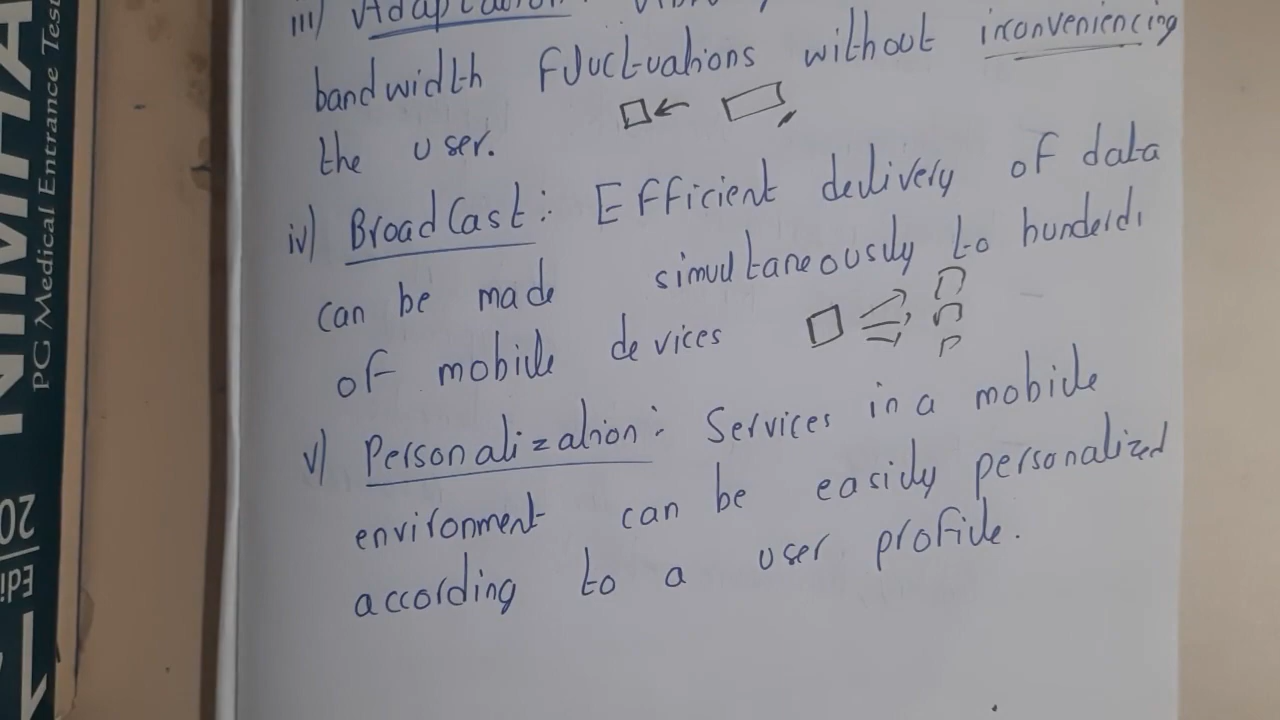 iii) Adaptation:
bandwidth Fluctuations without inconveniencing
the user.
iv) BroadCast: Efficient delivery of data
can be made simultaneously to hunderd,
of mobile devices
v) Personalization: Services in a mobile
environment can be easily personalized
according to a user profile.
PG Medical Entrance Test
NIMHA
20
Edi